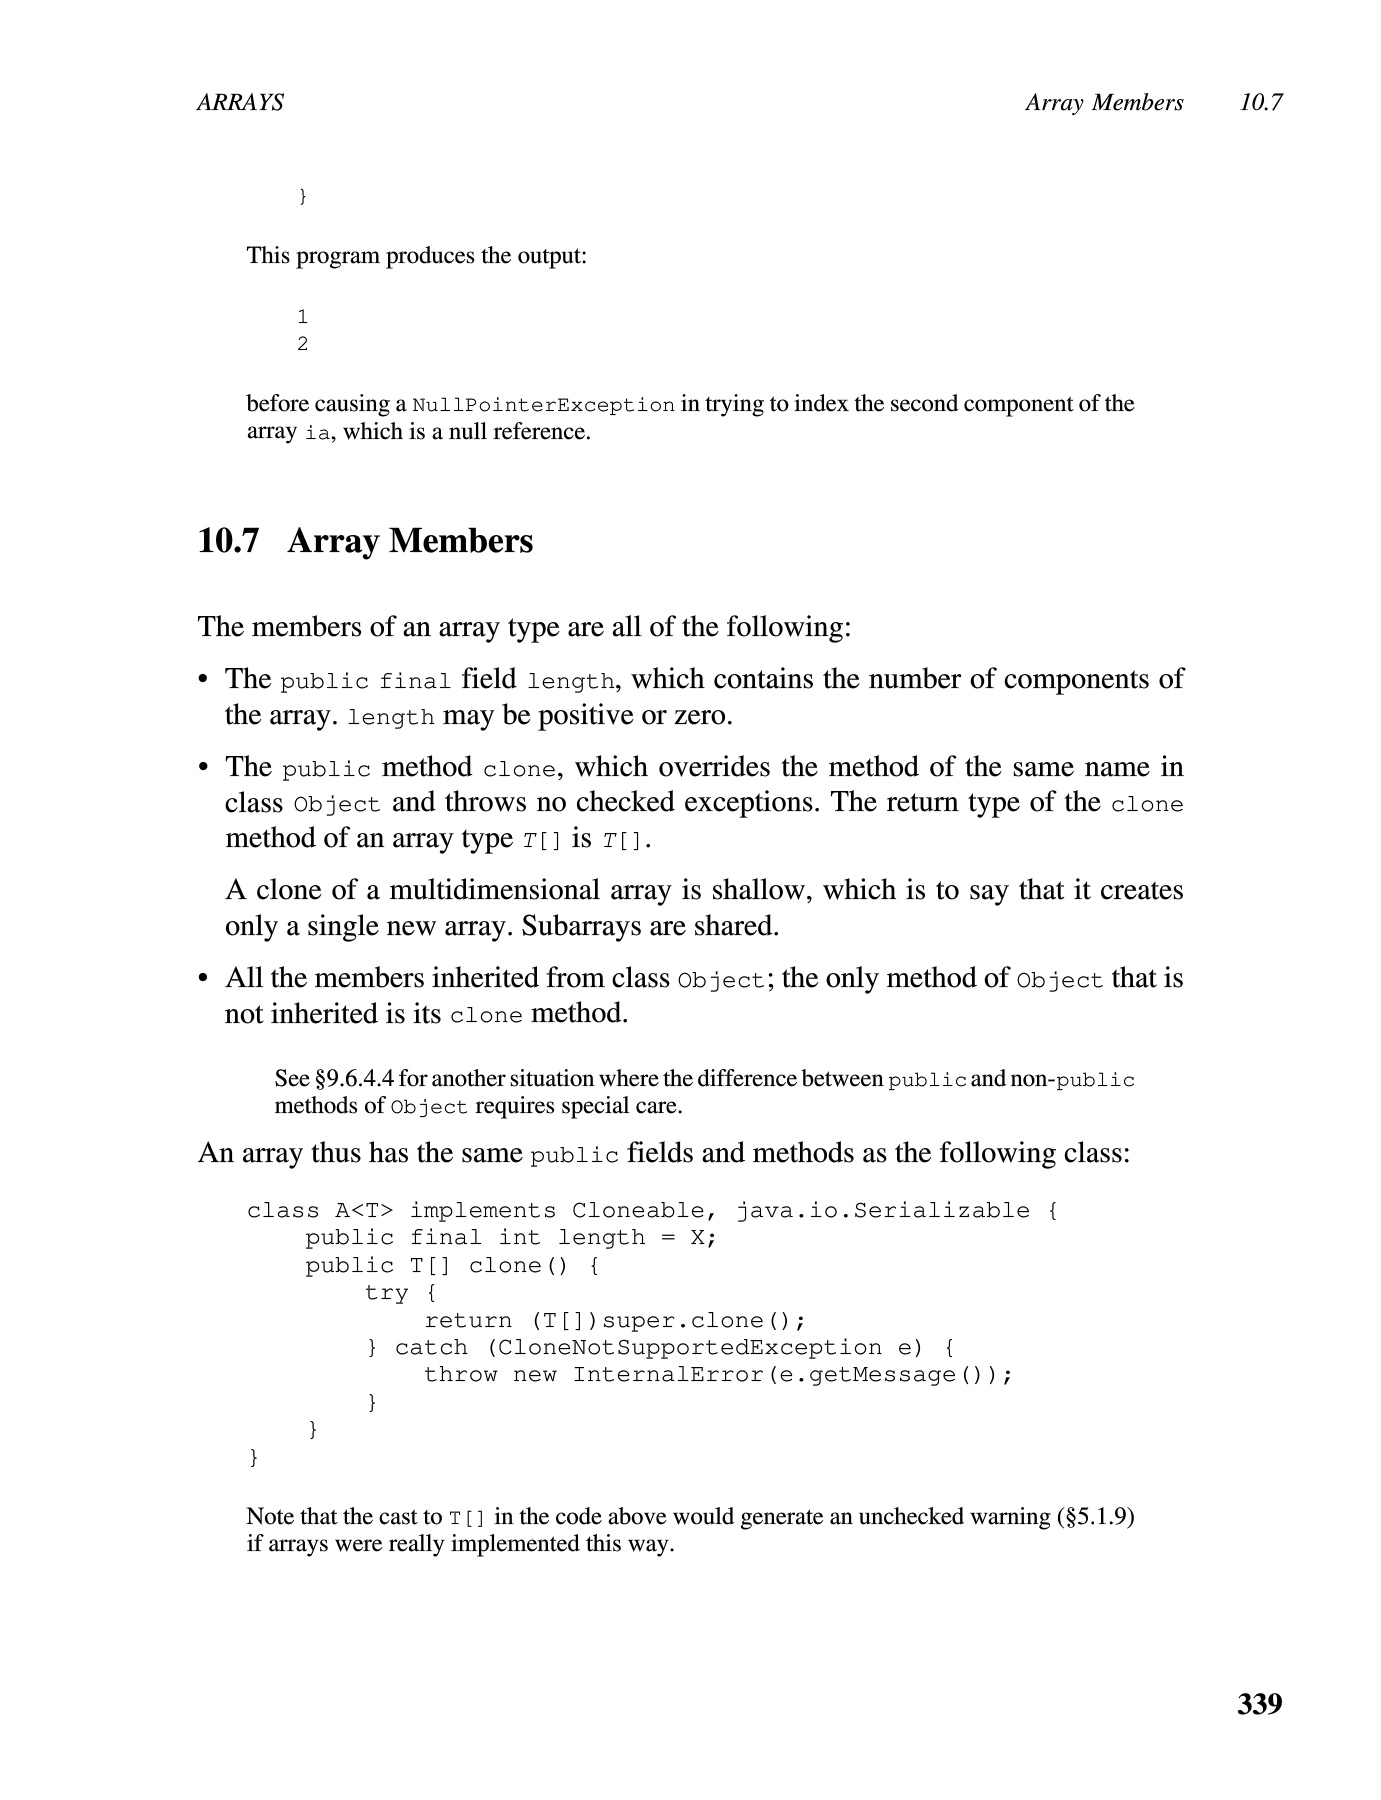 ARRAYS Array Members 10.7
}
This program produces the output:
1
2
before causing a NullPointerException in trying to index the second component of the
array ia, which is a null reference.
10.7 Array Members
The members of an array type are all of the following:
• The public final field length, which contains the number of components of
the array. length may be positive or zero.
• The public method clone, which overrides the method of the same name in
class Object and throws no checked exceptions. The return type of the clone
method of an array type T[] is T[].
A clone of a multidimensional array is shallow, which is to say that it creates
only a single new array. Subarrays are shared.
• All the members inherited from class Object; the only method of Object that is
not inherited is its clone method.
See §9.6.4.4 for another situation where the difference between public and non-public
methods of Object requires special care.
An array thus has the same public fields and methods as the following class:
class A<T> implements Cloneable, java.io.Serializable {
    public final int length = X;
    public T[] clone() {
        try {
            return (T[])super.clone();
        } catch (CloneNotSupportedException e) {
            throw new InternalError(e.getMessage());
        }
    }
}
Note that the cast to T[] in the code above would generate an unchecked warning (§5.1.9)
if arrays were really implemented this way.
339